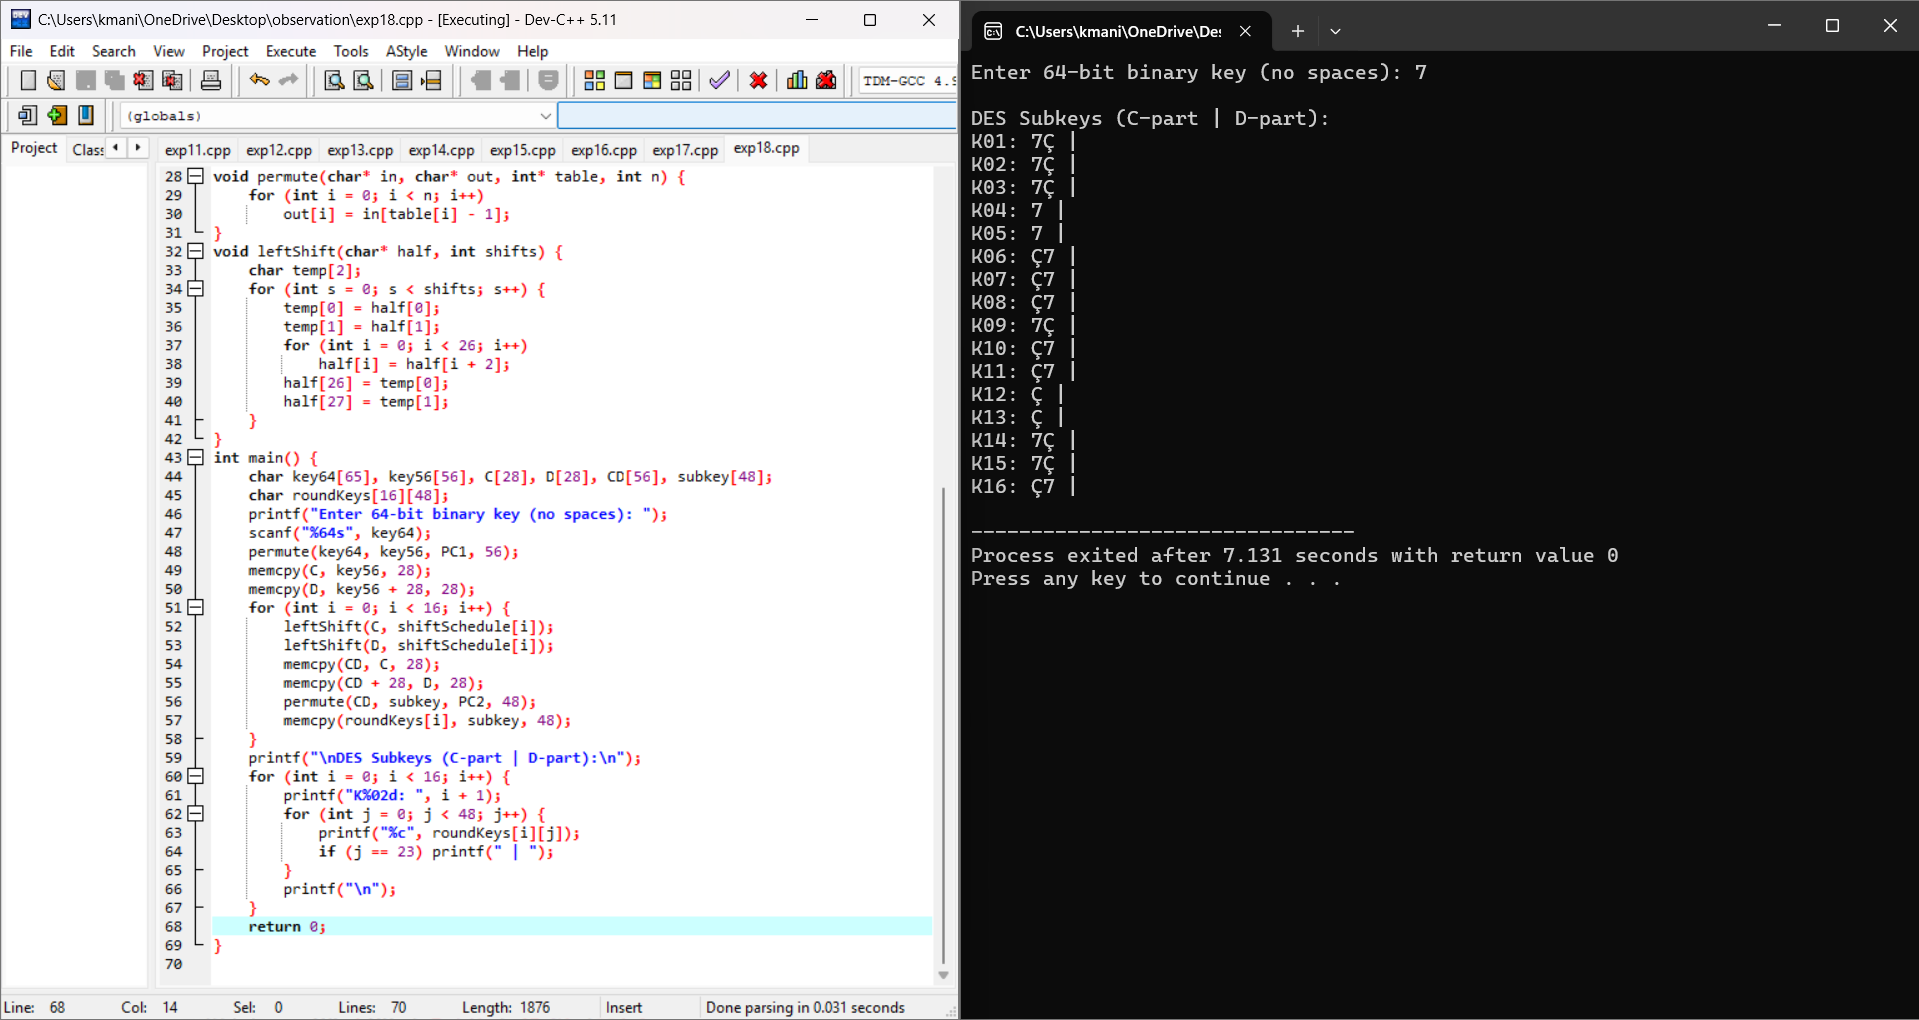 C:\Users\kmani\OneDrive\Desktop\observation\exp18.cpp - [Executing] - Dev-C++ 5.11
File Edit Search View Project Execute Tools AStyle Window Help
TDM-GCC 4.9
(globals)
Project Class
exp11.cpp exp12.cpp exp13.cpp exp14.cpp exp15.cpp exp16.cpp exp17.cpp exp18.cpp
28 void permute(char* in, char* out, int* table, int n) {
29 for (int i = 0; i < n; i++)
30 out[i] = in[table[i] - 1];
31 }
32 void leftShift(char* half, int shifts) {
33 char temp[2];
34 for (int s = 0; s < shifts; s++) {
35 temp[0] = half[0];
36 temp[1] = half[1];
37 for (int i = 0; i < 26; i++)
38 half[i] = half[i + 2];
39 half[26] = temp[0];
40 half[27] = temp[1];
41 }
42 }
43 int main() {
44 char key64[65], key56[56], C[28], D[28], CD[56], subkey[48];
45 char roundKeys[16][48];
46 printf("Enter 64-bit binary key (no spaces): ");
47 scanf("%64s", key64);
48 permute(key64, key56, PC1, 56);
49 memcpy(C, key56, 28);
50 memcpy(D, key56 + 28, 28);
51 for (int i = 0; i < 16; i++) {
52 leftShift(C, shiftSchedule[i]);
53 leftShift(D, shiftSchedule[i]);
54 memcpy(CD, C, 28);
55 memcpy(CD + 28, D, 28);
56 permute(CD, subkey, PC2, 48);
57 memcpy(roundKeys[i], subkey, 48);
58 }
59 printf("\nDES Subkeys (C-part | D-part):\n");
60 for (int i = 0; i < 16; i++) {
61 printf("K%02d: ", i + 1);
62 for (int j = 0; j < 48; j++) {
63 printf("%c", roundKeys[i][j]);
64 if (j == 23) printf(" | ");
65 }
66 printf("\n");
67 }
68 return 0;
69 }
70
Line: 68 Col: 14 Sel: 0 Lines: 70 Length: 1876 Insert Done parsing in 0.031 seconds
C:\Users\kmani\OneDrive\De
Enter 64-bit binary key (no spaces): 7
DES Subkeys (C-part | D-part):
K01: 7Ç |
K02: 7Ç |
K03: 7Ç |
K04: 7 |
K05: 7 |
K06: Ç7 |
K07: Ç7 |
K08: Ç7 |
K09: 7Ç |
K10: Ç7 |
K11: Ç7 |
K12: Ç |
K13: Ç |
K14: 7Ç |
K15: 7Ç |
K16: Ç7 |
--------------------------------
Process exited after 7.131 seconds with return value 0
Press any key to continue . . .